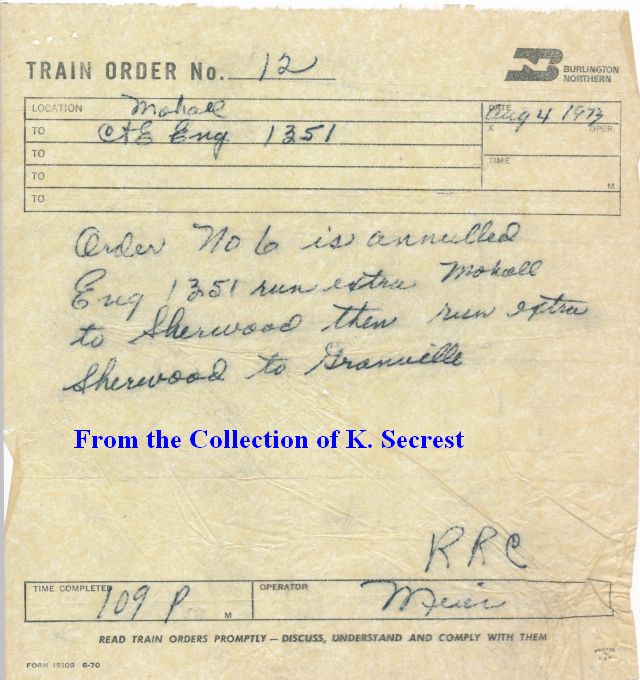 TRAIN ORDER No. 12
BURLINGTON
NORTHERN
LOCATION Mohall
DATE Aug 4 1973
TO C&E Eng 1351
X OPER.
TO
TIME
TO
M
TO
Order No 6 is annulled
Eng 1351 run extra Mohall
to Sherwood then run extra
Sherwood to Granville
From the Collection of K. Secrest
RRC
TIME COMPLETED 109 P M
OPERATOR Meier
READ TRAIN ORDERS PROMPTLY — DISCUSS, UNDERSTAND AND COMPLY WITH THEM
FORM 15100 6-70